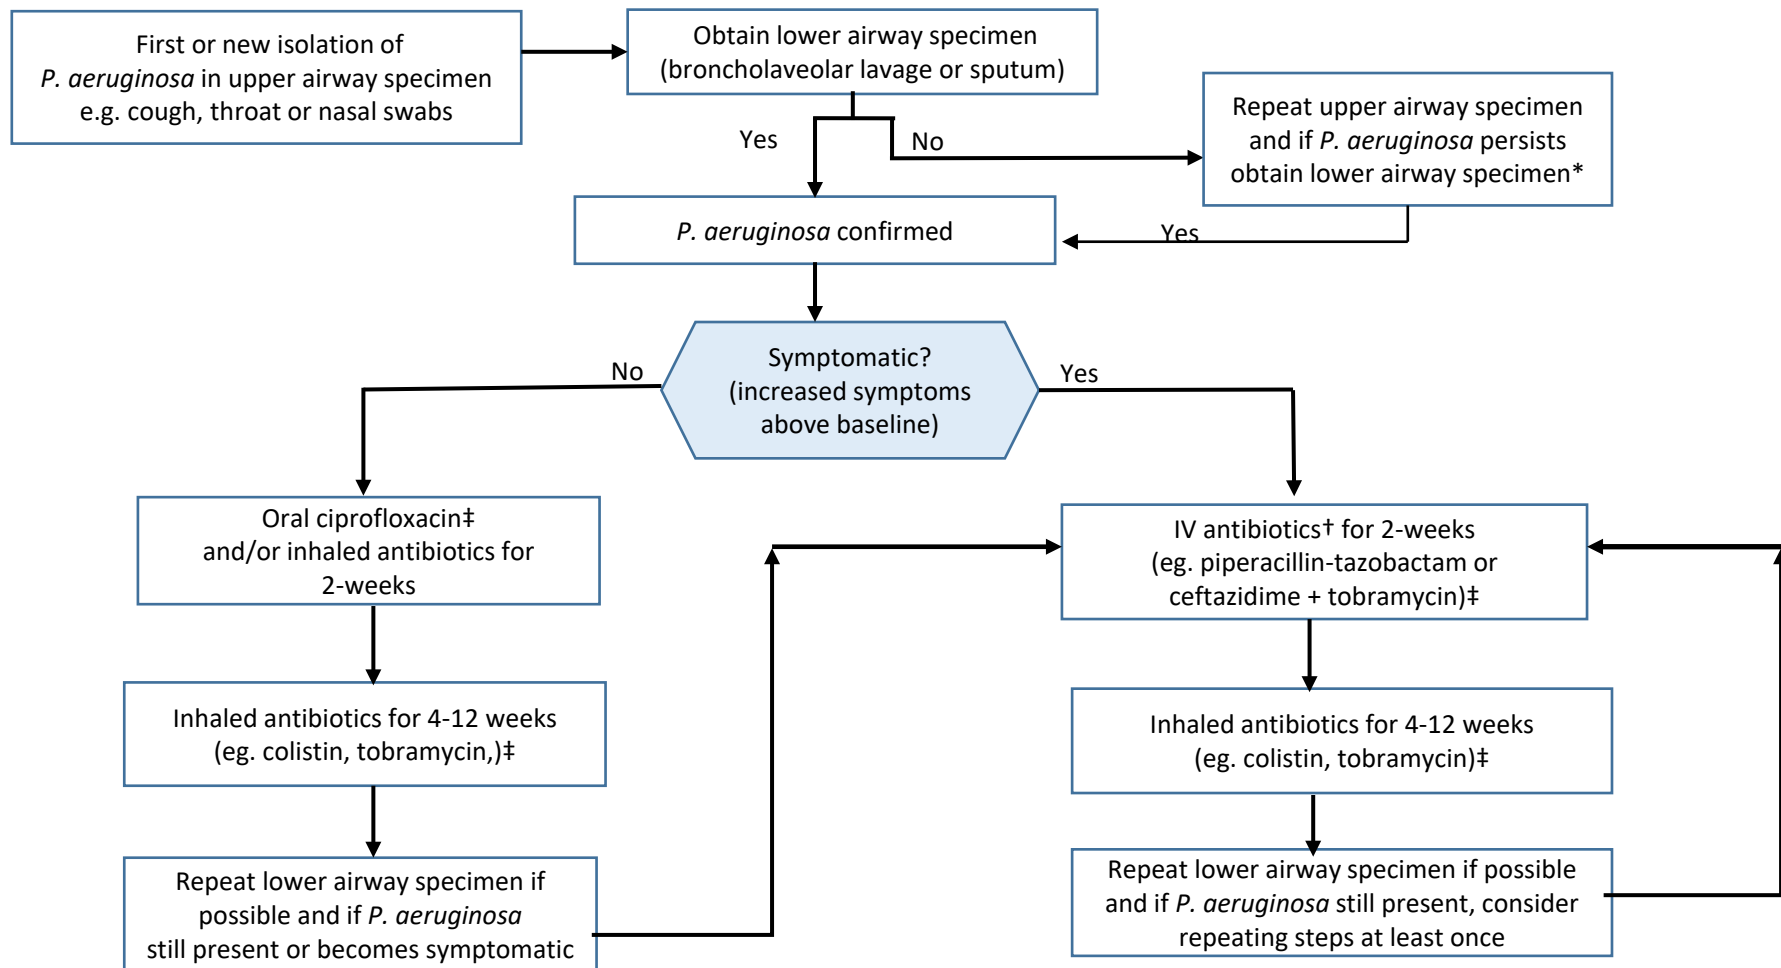 First or new isolation of
P. aeruginosa in upper airway specimen
e.g. cough, throat or nasal swabs
Obtain lower airway specimen
(broncholaveolar lavage or sputum)
Yes
No
Repeat upper airway specimen
and if P. aeruginosa persists
obtain lower airway specimen*
P. aeruginosa confirmed
Yes
Symptomatic?
(increased symptoms
above baseline)
No
Yes
Oral ciprofloxacin‡
and/or inhaled antibiotics for
2-weeks
IV antibiotics† for 2-weeks
(eg. piperacillin-tazobactam or
ceftazidime + tobramycin)‡
Inhaled antibiotics for 4-12 weeks
(eg. colistin, tobramycin,)‡
Inhaled antibiotics for 4-12 weeks
(eg. colistin, tobramycin)‡
Repeat lower airway specimen if
possible and if P. aeruginosa
still present or becomes symptomatic
Repeat lower airway specimen if possible
and if P. aeruginosa still present, consider
repeating steps at least once